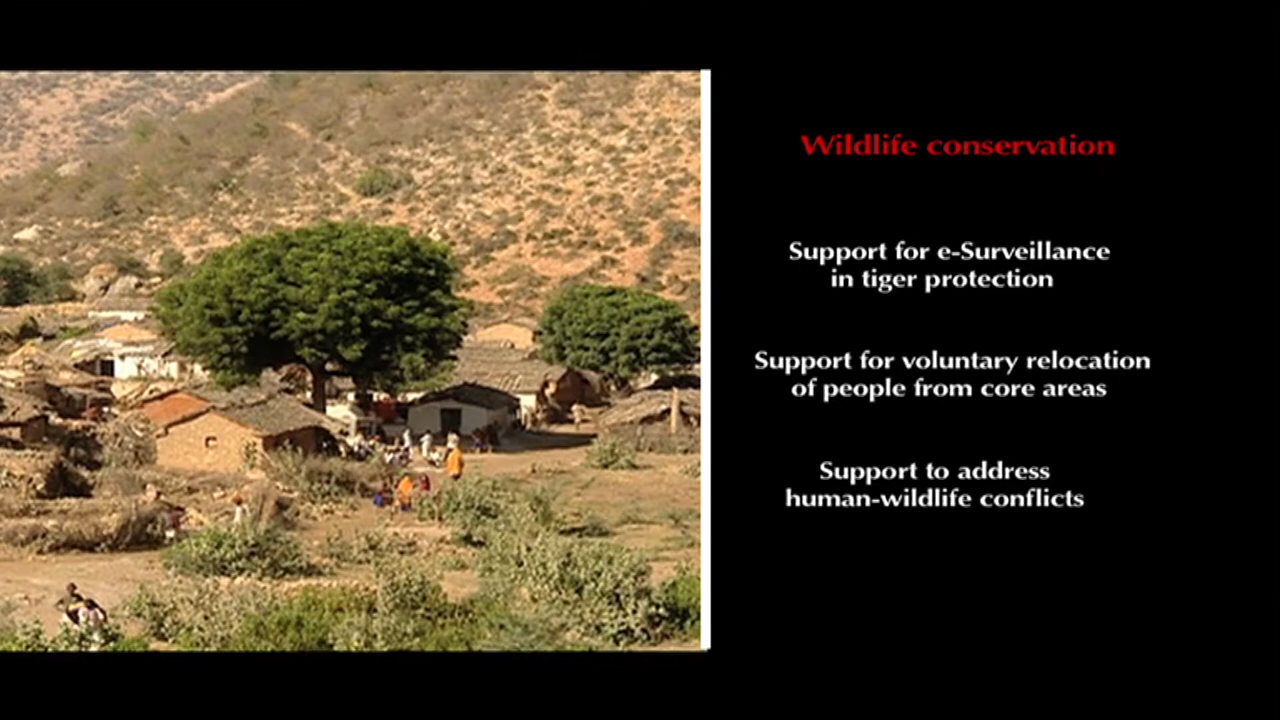 Wildlife conservation
Support for e-Surveillance
in tiger protection
Support for voluntary relocation
of people from core areas
Support to address
human-wildlife conflicts